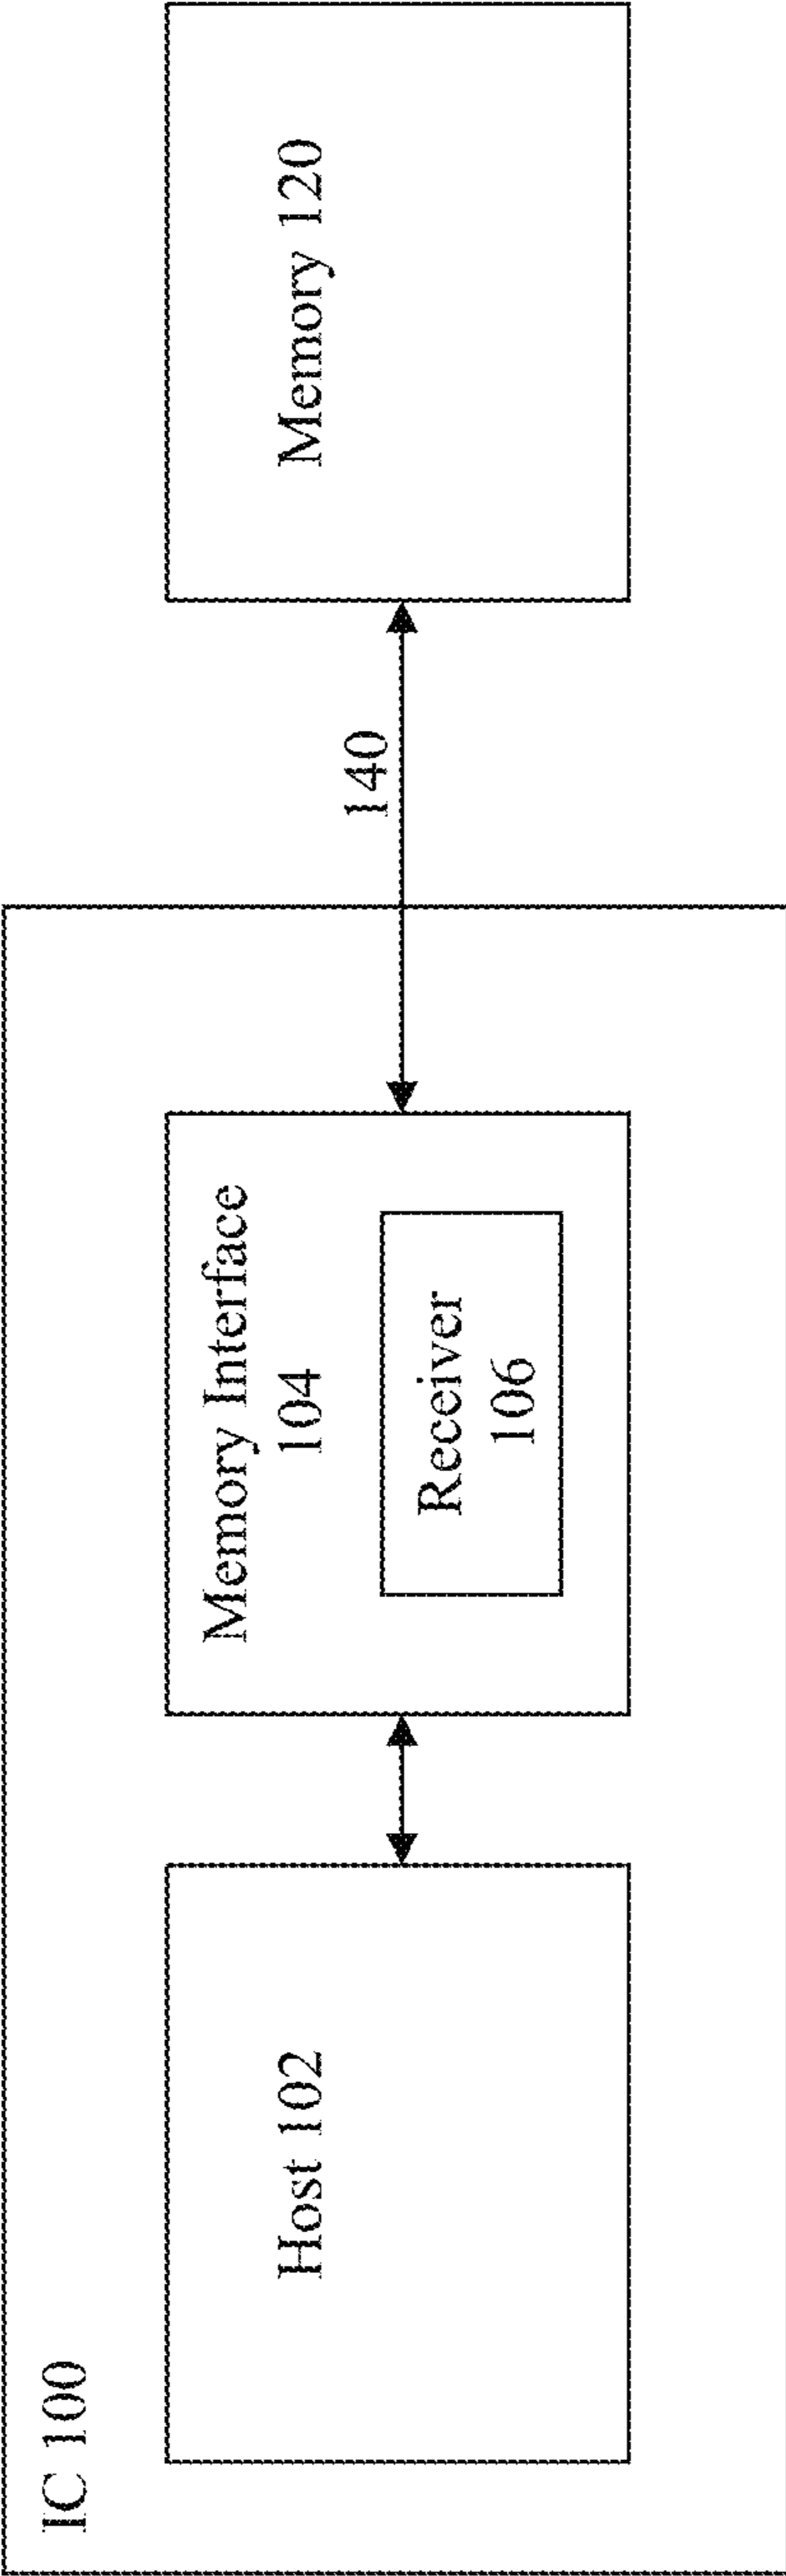 IC 100
Host 102
Memory Interface
104
Receiver
106
140
Memory 120